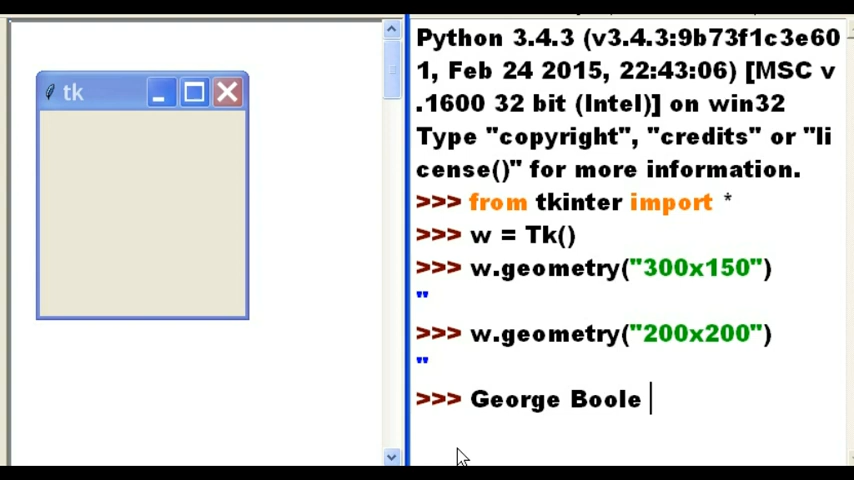 tk
Python 3.4.3 (v3.4.3:9b73f1c3e60
1, Feb 24 2015, 22:43:06) [MSC v
.1600 32 bit (Intel)] on win32
Type "copyright", "credits" or "li
cense()" for more information.
>>> from tkinter import *
>>> w = Tk()
>>> w.geometry("300x150")
''
>>> w.geometry("200x200")
''
>>> George Boole